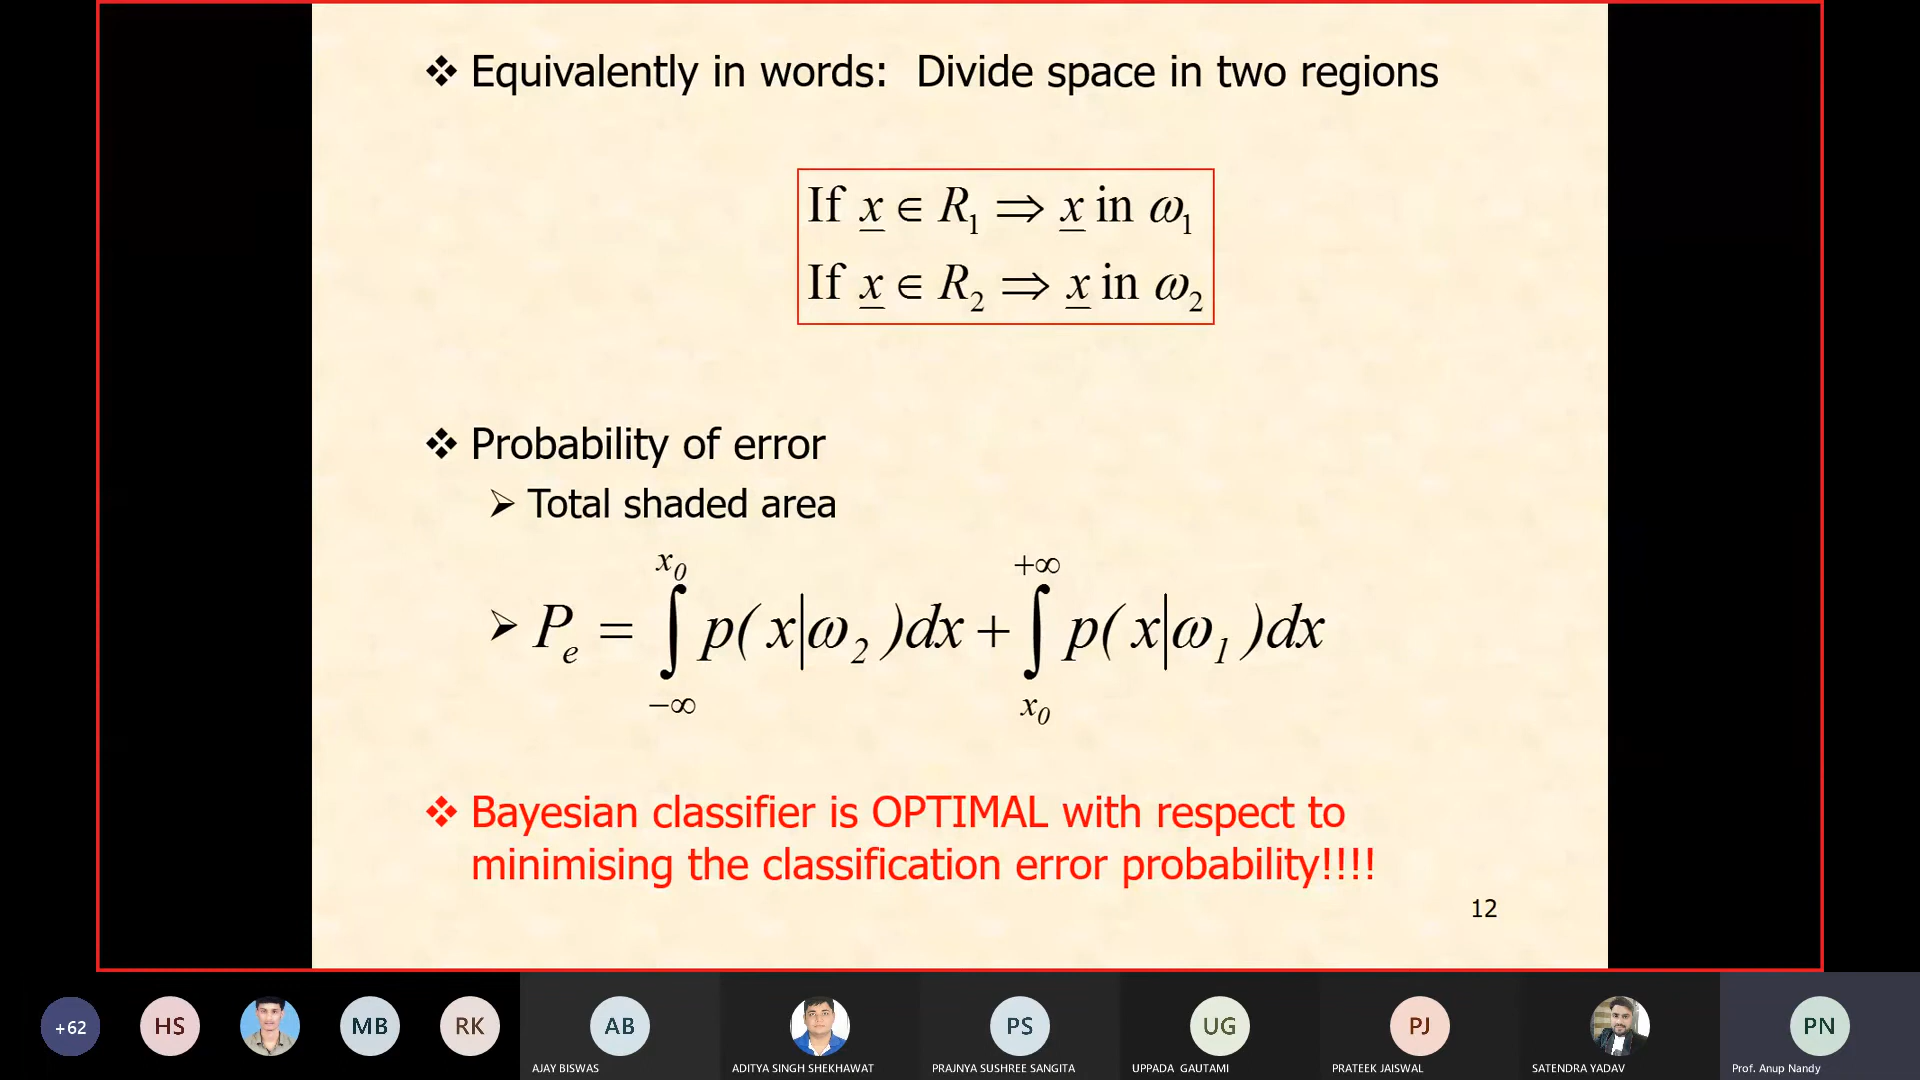 ❖ Equivalently in words:  Divide space in two regions
If x ∈ R₁ ⇒ x in ω₁
If x ∈ R₂ ⇒ x in ω₂
❖ Probability of error
➢ Total shaded area
➢ Pₑ = ∫_{−∞}^{x₀} p( x|ω₂ )dx + ∫_{x₀}^{+∞} p( x|ω₁ )dx
❖ Bayesian classifier is OPTIMAL with respect to
minimising the classification error probability!!!!
12
+62 HS MB RK AB PS UG PJ PN
AJAY BISWAS ADITYA SINGH SHEKHAWAT PRAJNYA SUSHREE SANGITA UPPADA GAUTAMI PRATEEK JAISWAL SATENDRA YADAV Prof. Anup Nandy